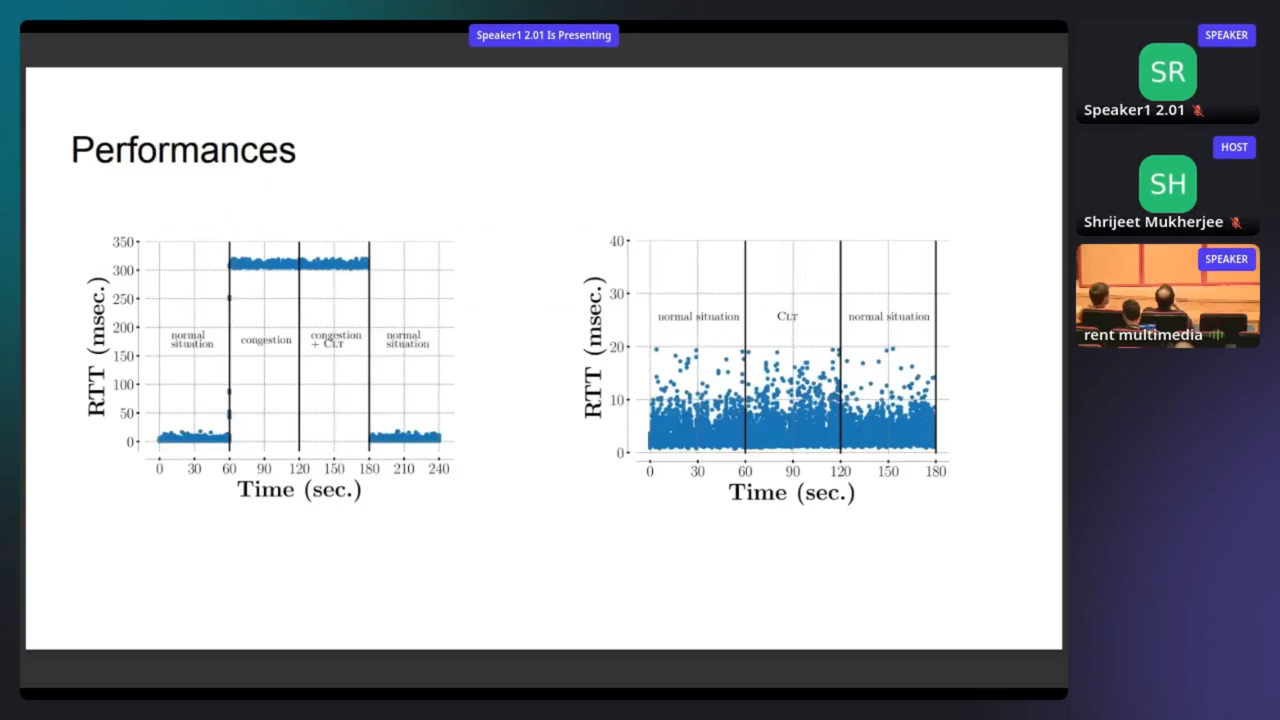 Speaker1 2.01 Is Presenting
Performances
350
300
250
200
150
100
50
0
RTT (msec.)
normal
situation
congestion
congestion
+ CLT
normal
situation
0 30 60 90 120 150 180 210 240
Time (sec.)
40
30
20
10
0
RTT (msec.)
normal situation
CLT
normal situation
0 30 60 90 120 150 180
Time (sec.)
SPEAKER
SR
Speaker1 2.01
HOST
SH
Shrijeet Mukherjee
SPEAKER
rent multimedia